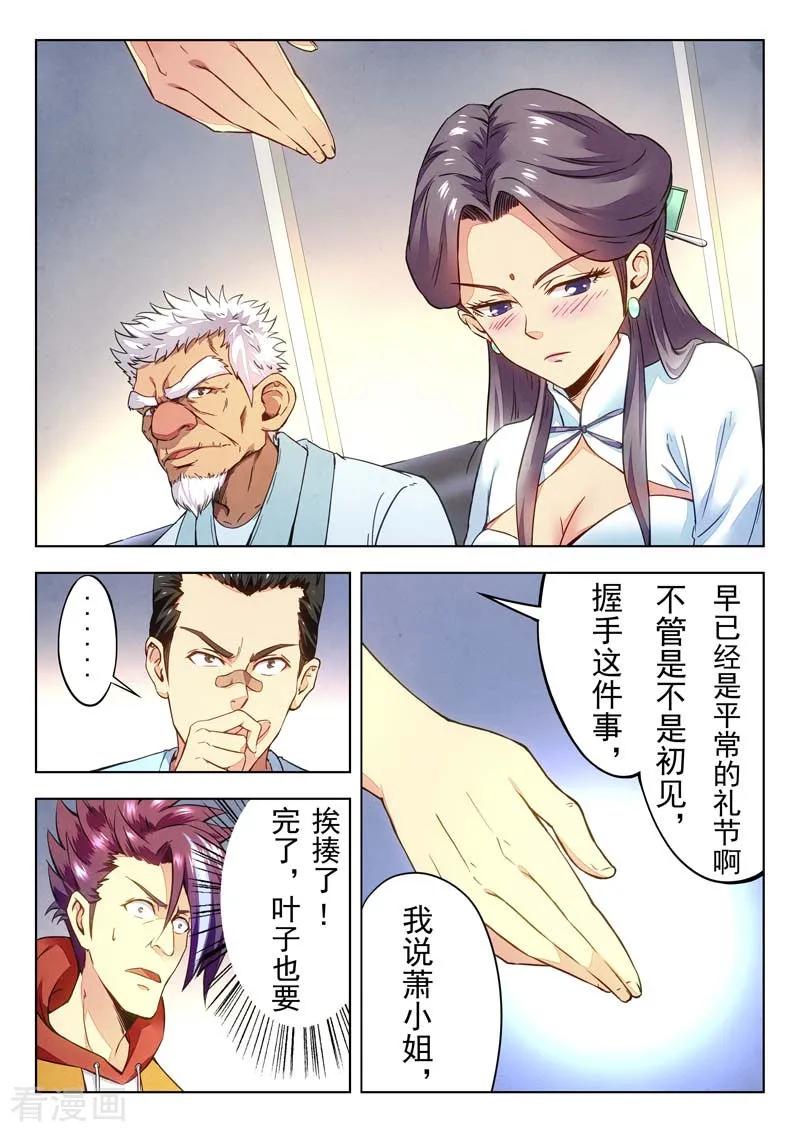 ……
完了，叶子也要
挨揍了！
我说萧小姐，
握手这件事，
不管是不是初见，
早已经是平常的礼节啊
看漫画